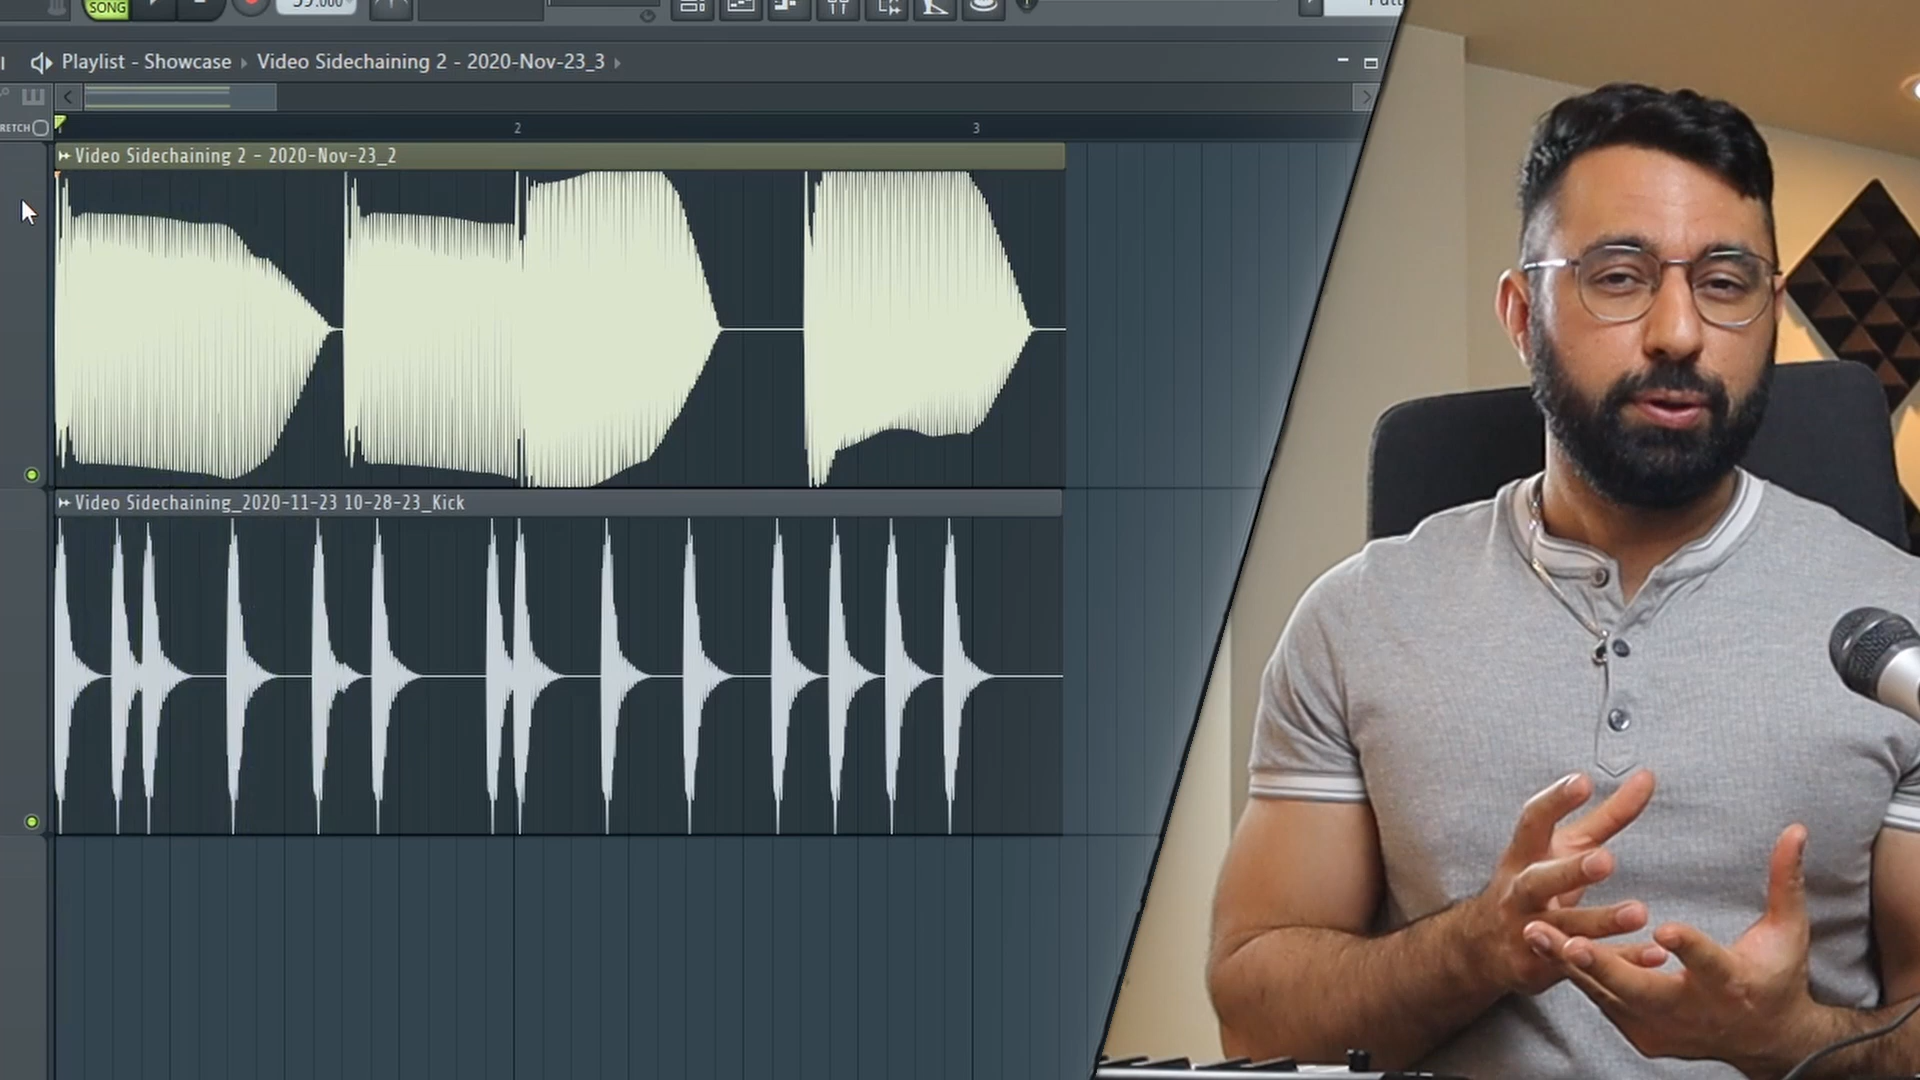 SONG
Playlist - Showcase Video Sidechaining 2 - 2020-Nov-23_3
2 3
Video Sidechaining 2 - 2020-Nov-23_2
Video Sidechaining_2020-11-23 10-28-23_Kick